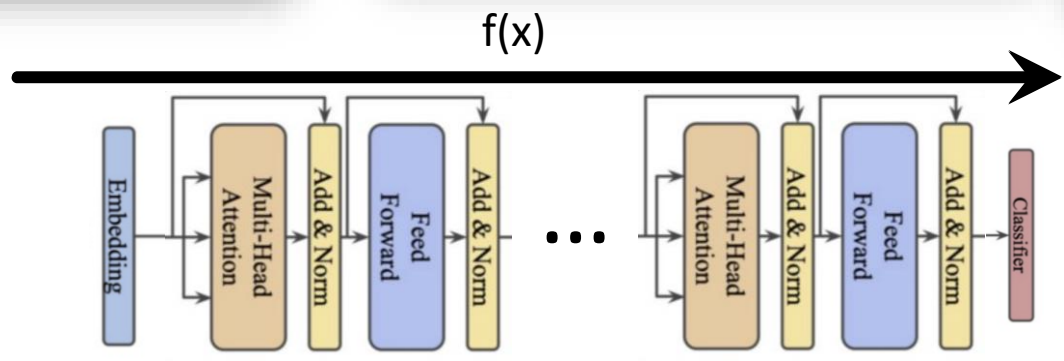 f(x)
Embedding
Multi-Head
Attention
Add & Norm
Feed
Forward
Add & Norm
...
Multi-Head
Attention
Add & Norm
Feed
Forward
Add & Norm
Classifier